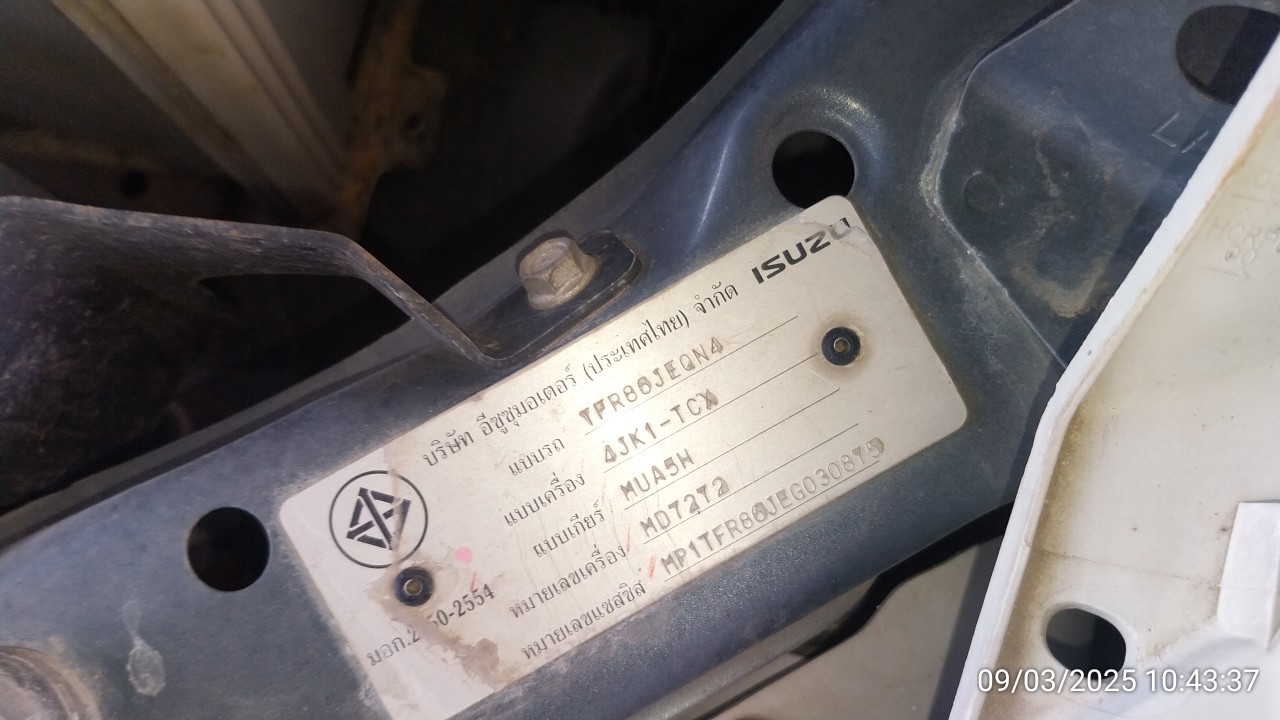 ISUZU
บริษัท อีซูซุมอเตอร์ (ประเทศไทย) จำกัด
แบบรถ TFR86JEQN4
แบบเครื่อง 4JK1-TCX
แบบเกียร์ MUA5H
หมายเลขเครื่อง MD7272
หมายเลขแชสซิส MP1TFR86JEG030875
มอก.
09/03/2025 10:43:37